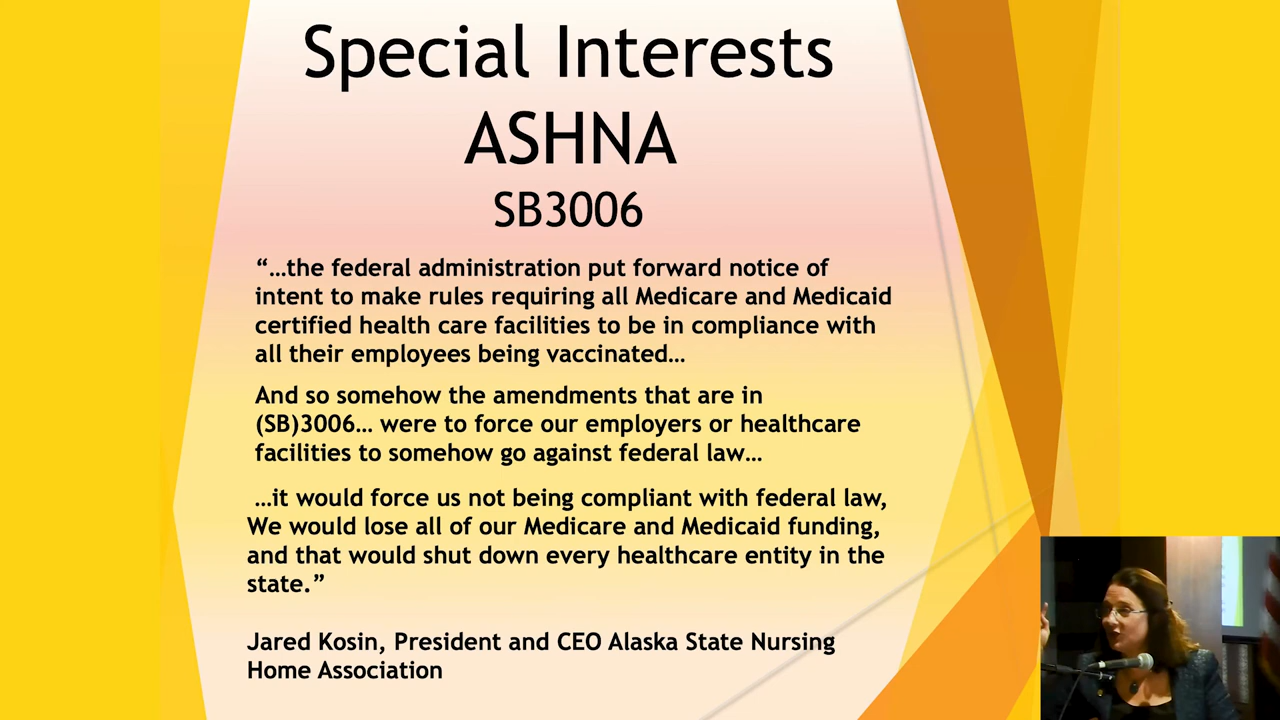 Special Interests
ASHNA
SB3006
“…the federal administration put forward notice of
intent to make rules requiring all Medicare and Medicaid
certified health care facilities to be in compliance with
all their employees being vaccinated…
And so somehow the amendments that are in
(SB)3006… were to force our employers or healthcare
facilities to somehow go against federal law…
…it would force us not being compliant with federal law,
We would lose all of our Medicare and Medicaid funding,
and that would shut down every healthcare entity in the
state.”
Jared Kosin, President and CEO Alaska State Nursing
Home Association